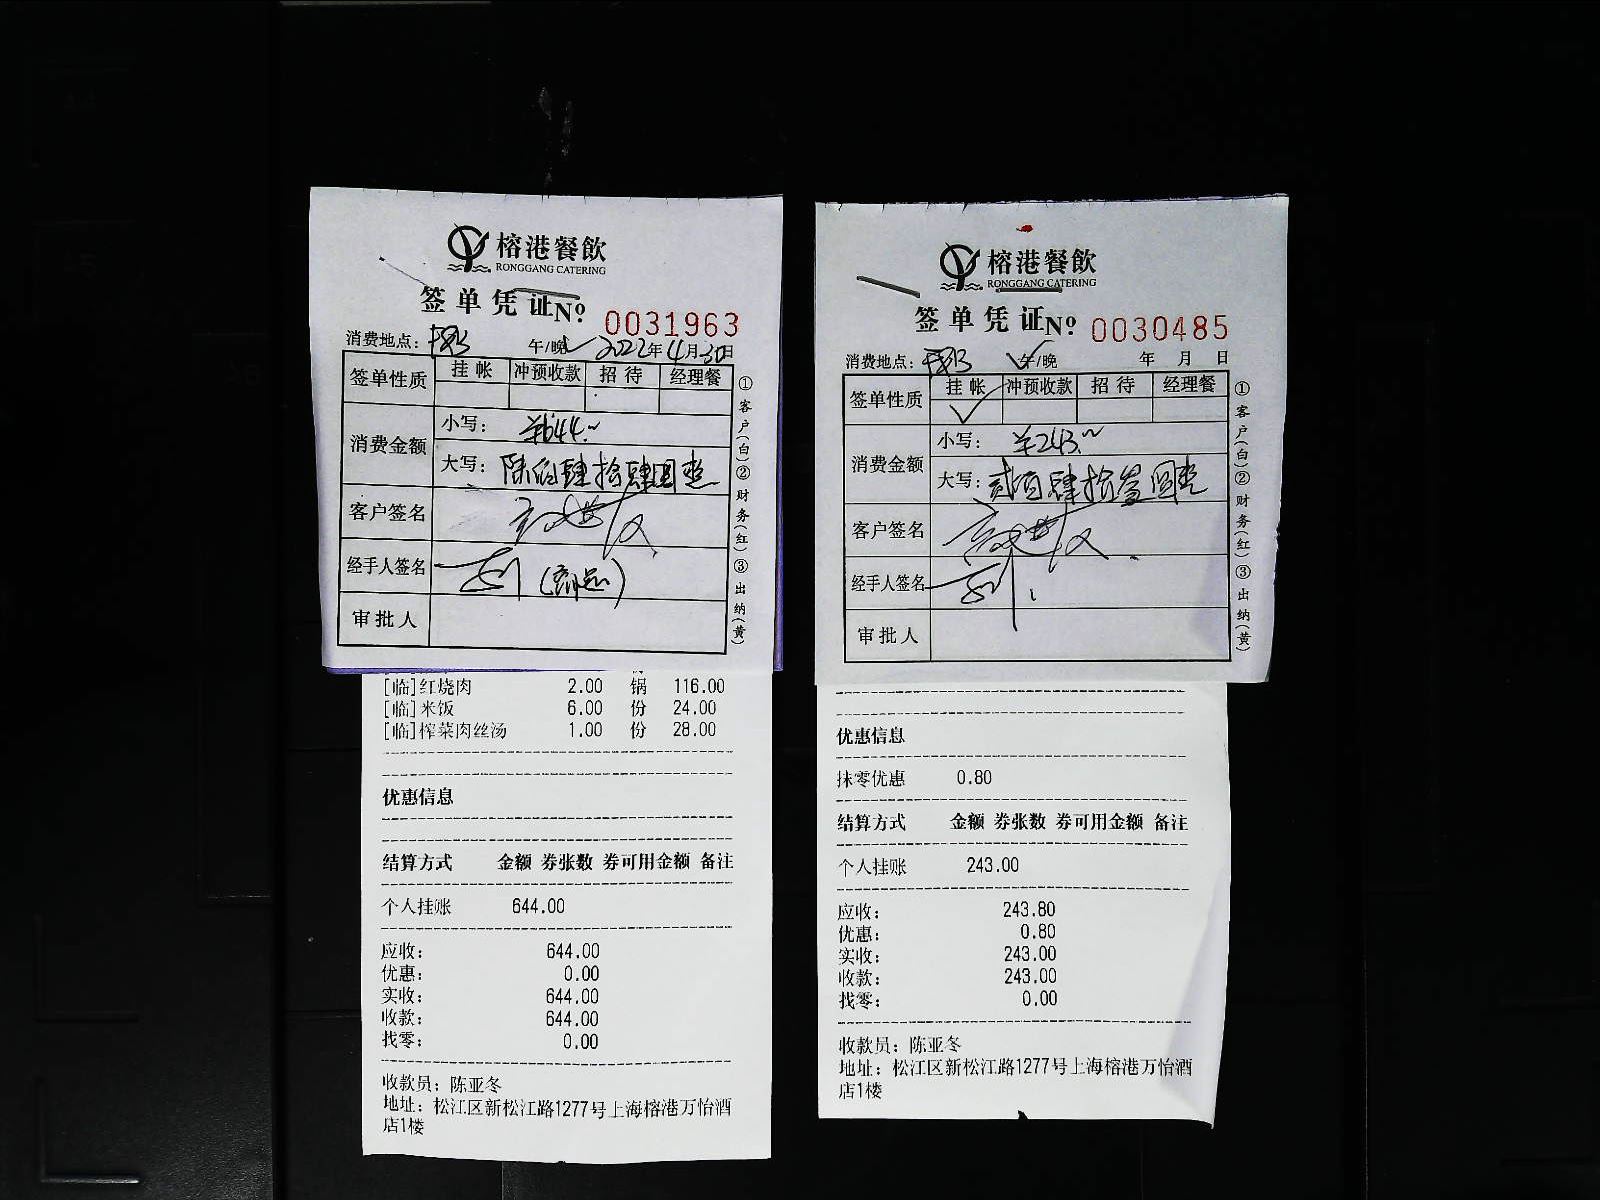 榕港餐飲
RONGGANG CATERING
签单凭证No 0031963
消费地点： 午/晚 2022年4月30日
签单性质 挂帐 冲预收款 招待 经理餐
消费金额
小写： ¥644.~
大写： 陆佰肆拾肆圆整
客户签名
经手人签名
审批人
①客户(白)②财务(红)③出纳(黄)
[临]红烧肉 2.00 锅 116.00
[临]米饭 6.00 份 24.00
[临]榨菜肉丝汤 1.00 份 28.00
优惠信息
结算方式 金额 券张数 券可用金额 备注
个人挂账 644.00
应收： 644.00
优惠： 0.00
实收： 644.00
收款： 644.00
找零： 0.00
收款员：陈亚冬
地址：松江区新松江路1277号上海榕港万怡酒
店1楼
榕港餐飲
RONGGANG CATERING
签单凭证No 0030485
消费地点： 午/晚 年 月 日
签单性质 挂帐 冲预收款 招待 经理餐
消费金额
小写： ¥243.~
大写： 贰佰肆拾叁圆整
客户签名
经手人签名
审批人
①客户(白)②财务(红)③出纳(黄)
优惠信息
抹零优惠 0.80
结算方式 金额 券张数 券可用金额 备注
个人挂账 243.00
应收： 243.80
优惠： 0.80
实收： 243.00
收款： 243.00
找零： 0.00
收款员：陈亚冬
地址：松江区新松江路1277号上海榕港万怡酒
店1楼